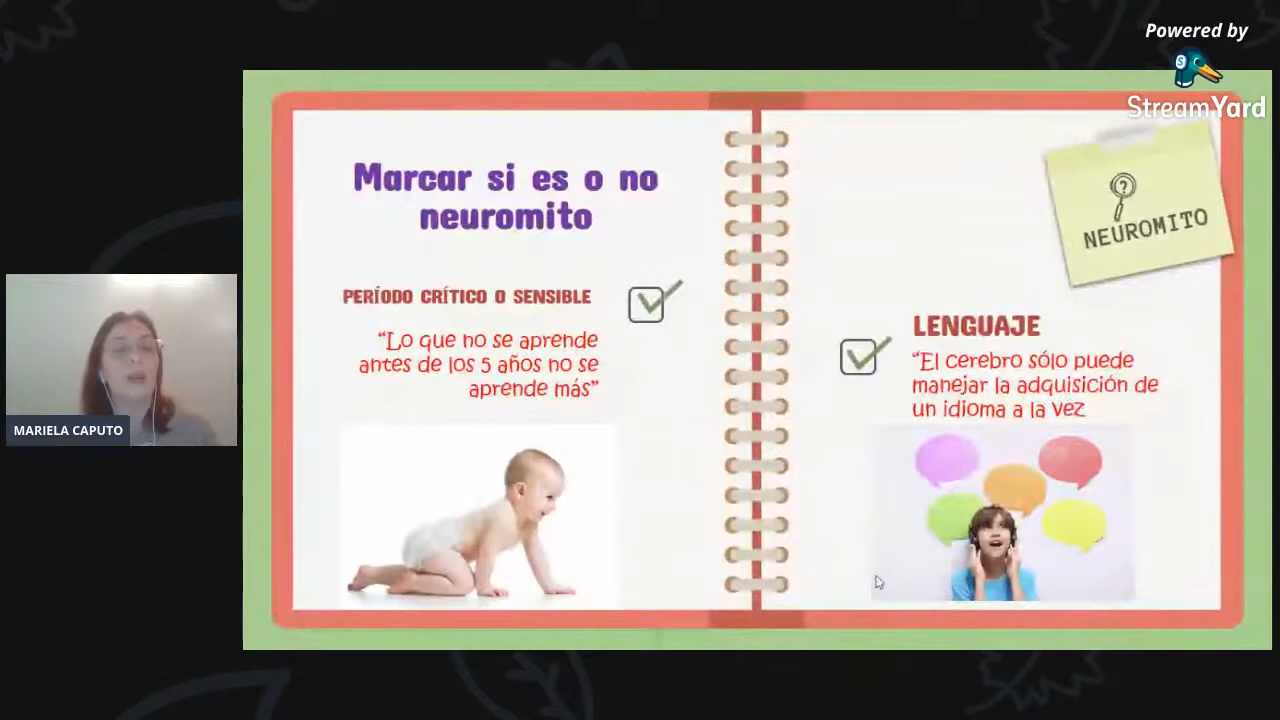 Powered by
StreamYard
Marcar si es o no
neuromito
PERÍODO CRÍTICO O SENSIBLE
“Lo que no se aprende
antes de los 5 años no se
aprende más”
?
NEUROMITO
LENGUAJE
“El cerebro sólo puede
manejar la adquisición de
un idioma a la vez
MARIELA CAPUTO